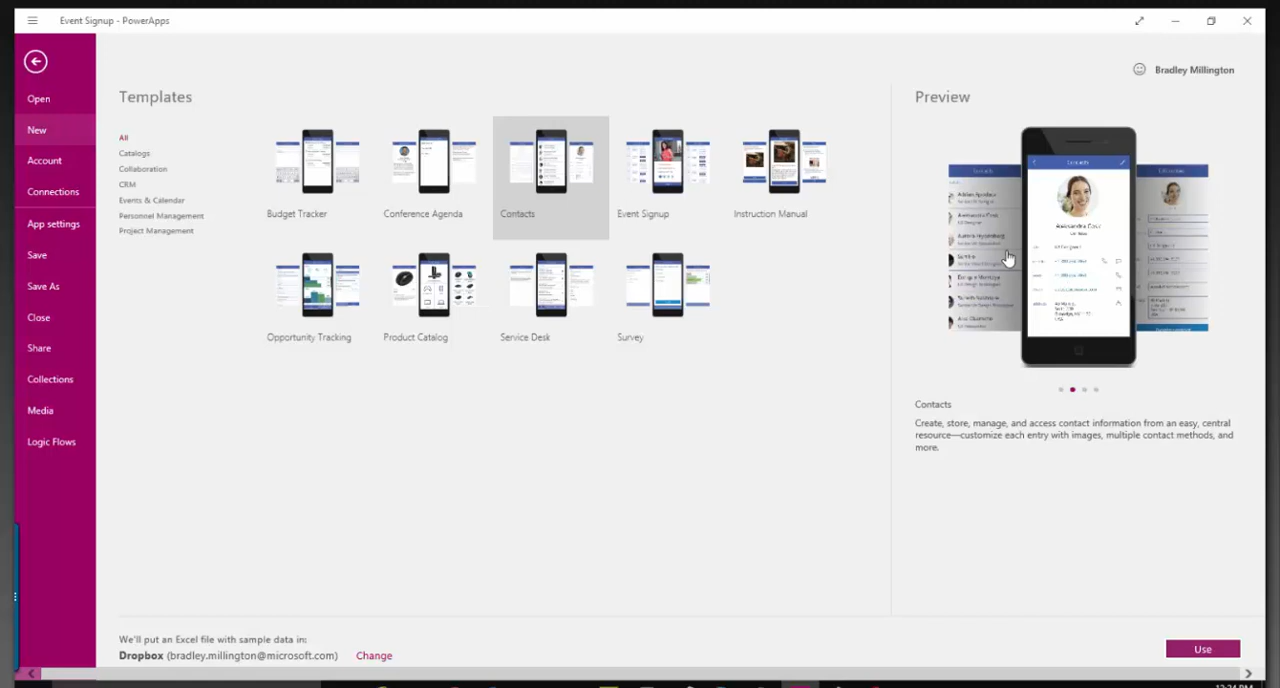 Event Signup - PowerApps
Bradley Millington
Open
New
Account
Connections
App settings
Save
Save As
Close
Share
Collections
Media
Logic Flows
Templates
All
Catalogs
Collaboration
CRM
Events & Calendar
Personnel Management
Project Management
Budget Tracker
Conference Agenda
Contacts
Event Signup
Instruction Manual
Opportunity Tracking
Product Catalog
Service Desk
Survey
Preview
Contacts
Contacts
Contacts
Create, store, manage, and access contact information from an easy, central
resource—customize each entry with images, multiple contact methods, and
more.
We'll put an Excel file with sample data in:
Dropbox (bradley.millington@microsoft.com) Change
Use